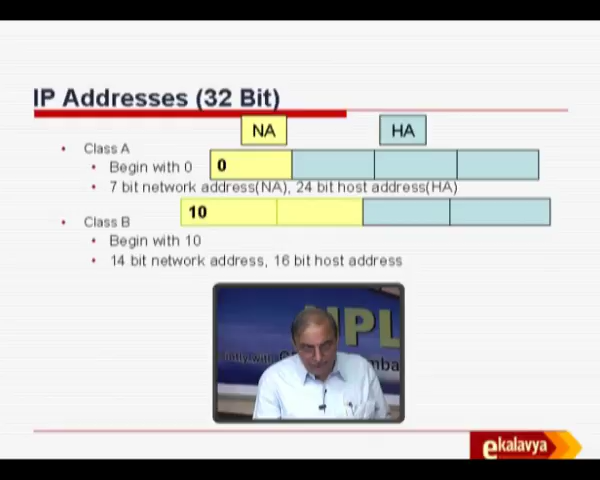 IP Addresses (32 Bit)
NA HA
Class A
Begin with 0 0
7 bit network address(NA), 24 bit host address(HA)
Class B 10
Begin with 10
14 bit network address, 16 bit host address
NPL
ekalavya